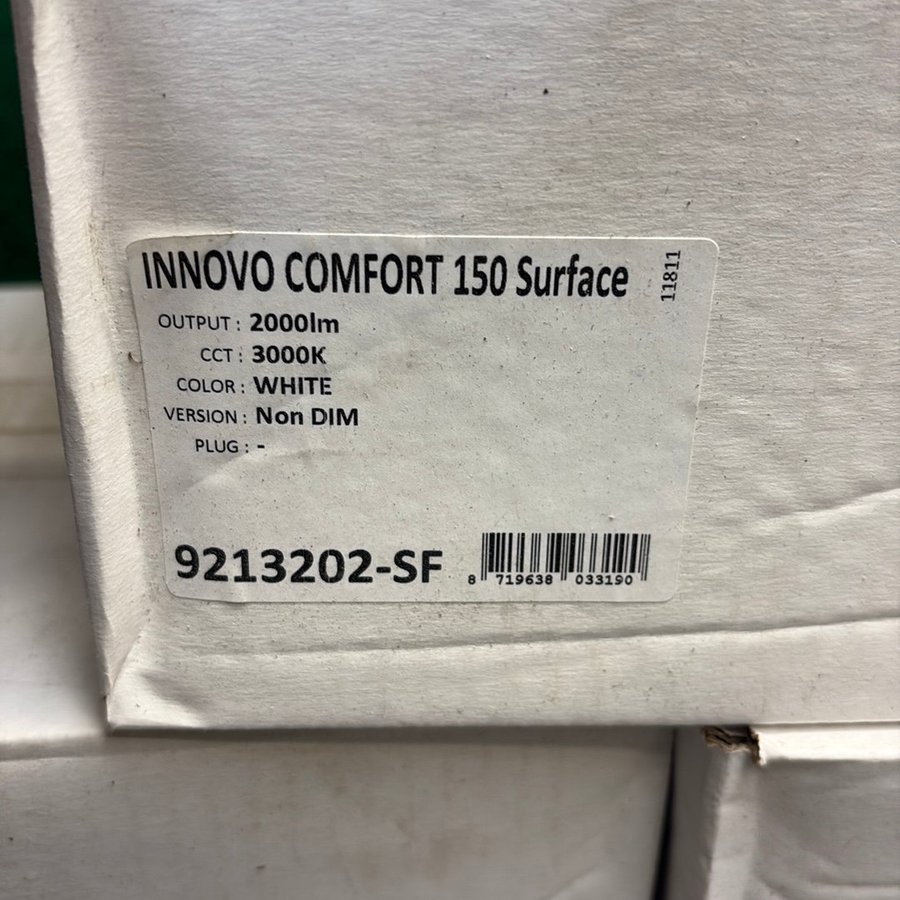 INNOVO COMFORT 150 Surface
11811
OUTPUT : 2000lm
CCT : 3000K
COLOR : WHITE
VERSION : Non DIM
PLUG : -
9213202-SF
8 719638 033190